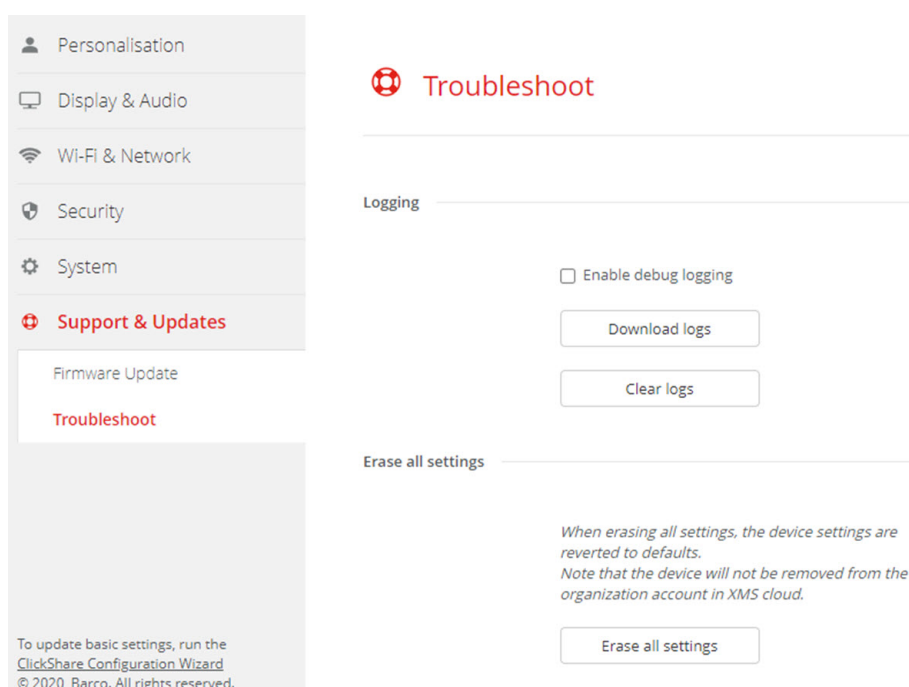 Personalisation
Display & Audio
Wi-Fi & Network
Security
System
Support & Updates
Firmware Update
Troubleshoot
To update basic settings, run the
ClickShare Configuration Wizard
© 2020 Barco. All rights reserved.
Troubleshoot
Logging
Enable debug logging
Download logs
Clear logs
Erase all settings
When erasing all settings, the device settings are
reverted to defaults.
Note that the device will not be removed from the
organization account in XMS cloud.
Erase all settings